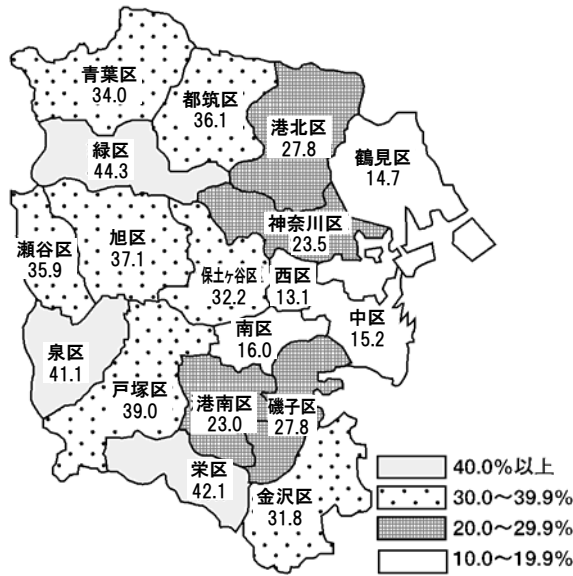 青葉区
34.0
都筑区
36.1
港北区
27.8
鶴見区
14.7
緑区
44.3
神奈川区
23.5
瀬谷区
35.9
旭区
37.1
保土ヶ谷区
32.2
西区
13.1
中区
15.2
南区
16.0
泉区
41.1
戸塚区
39.0
港南区
23.0
磯子区
27.8
栄区
42.1
金沢区
31.8
40.0%以上
30.0〜39.9%
20.0〜29.9%
10.0〜19.9%